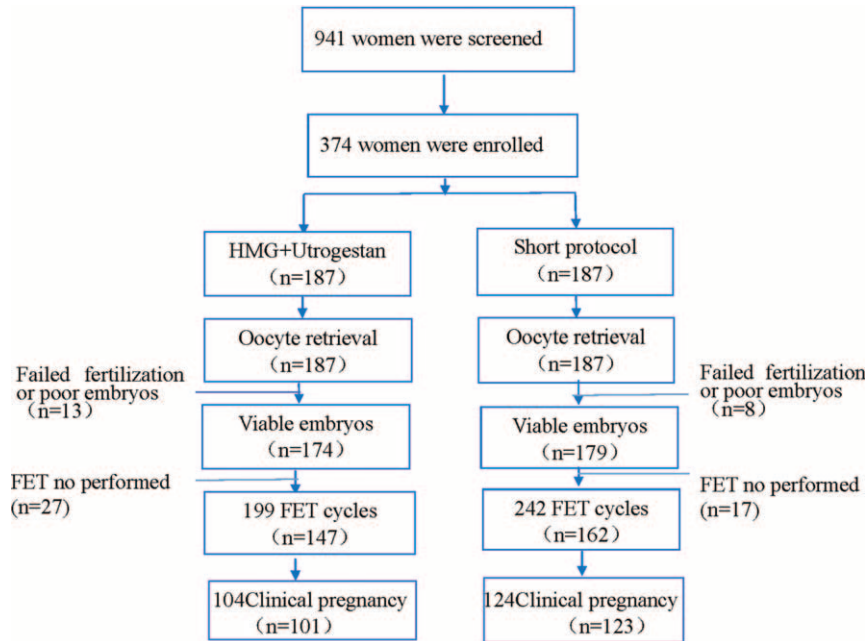 941 women were screened
374 women were enrolled
HMG+Utrogestan
（n=187）
Short protocol
（n=187）
Oocyte retrieval
（n=187）
Oocyte retrieval
（n=187）
Failed fertilization
or poor embryos
（n=13）
Failed fertilization
or poor embryos
（n=8）
Viable embryos
（n=174）
Viable embryos
（n=179）
FET no performed
(n=27)
FET no performed
(n=17)
199 FET cycles
（n=147）
242 FET cycles
（n=162）
104Clinical pregnancy
（n=101）
124Clinical pregnancy
（n=123）